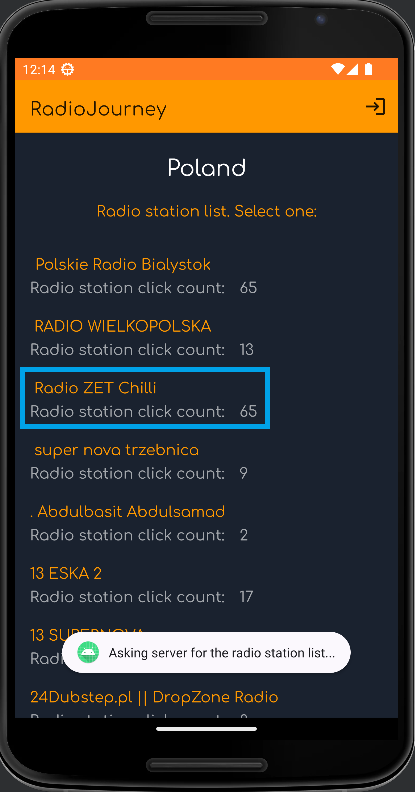 12:14
RadioJourney
Poland
Radio station list. Select one:
Polskie Radio Bialystok
Radio station click count: 65
RADIO WIELKOPOLSKA
Radio station click count: 13
Radio ZET Chilli
Radio station click count: 65
super nova trzebnica
Radio station click count: 9
. Abdulbasit Abdulsamad
Radio station click count: 2
13 ESKA 2
Radio station click count: 17
13 SUPERNOVA
Asking server for the radio station list...
24Dubstep.pl || DropZone Radio